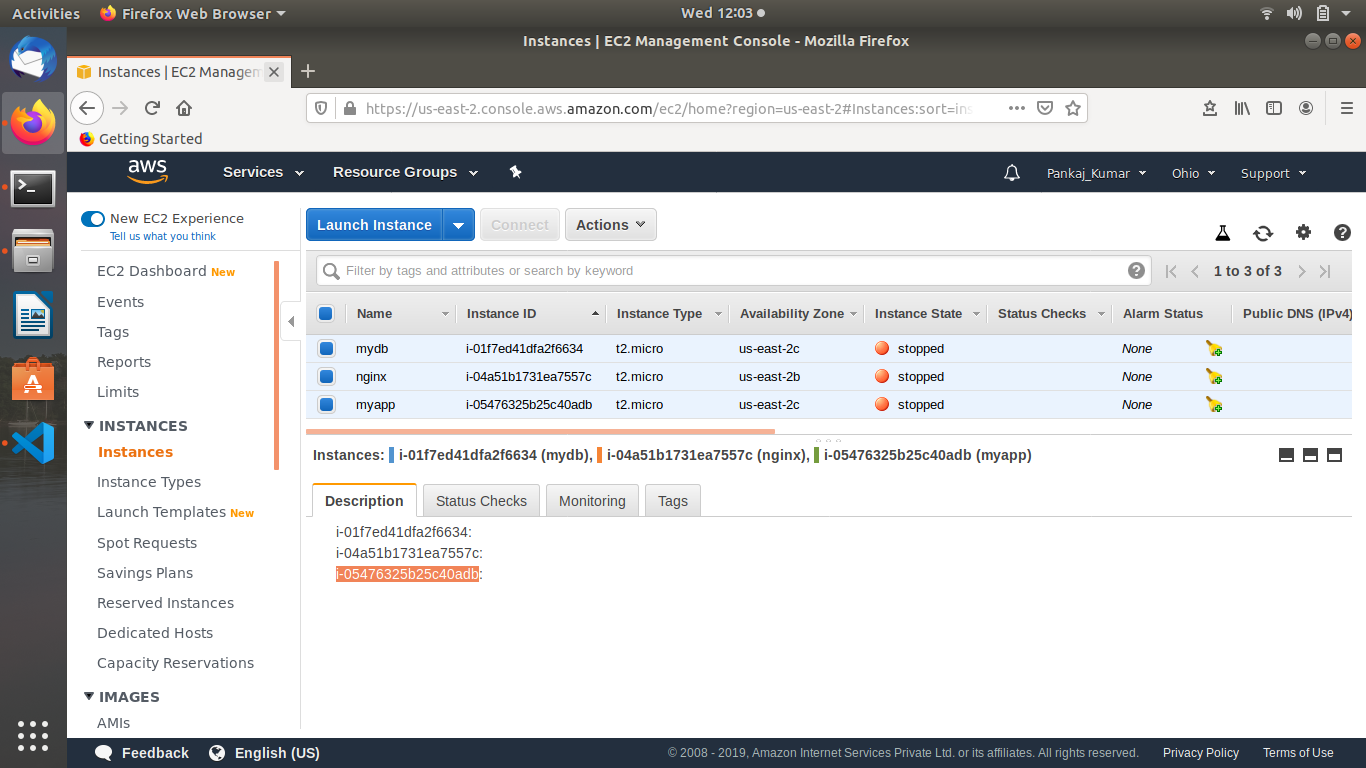 Activities Firefox Web Browser Wed 12:03
Instances | EC2 Management Console - Mozilla Firefox
Instances | EC2 Managem
https://us-east-2.console.aws.amazon.com/ec2/home?region=us-east-2#Instances:sort=ins
Getting Started
aws Services Resource Groups Pankaj_Kumar Ohio Support
New EC2 Experience
Tell us what you think
EC2 Dashboard New
Events
Tags
Reports
Limits
INSTANCES
Instances
Instance Types
Launch Templates New
Spot Requests
Savings Plans
Reserved Instances
Dedicated Hosts
Capacity Reservations
IMAGES
AMIs
Launch Instance Connect Actions
Filter by tags and attributes or search by keyword 1 to 3 of 3
Name Instance ID Instance Type Availability Zone Instance State Status Checks Alarm Status Public DNS (IPv4)
mydb i-01f7ed41dfa2f6634 t2.micro us-east-2c stopped None
nginx i-04a51b1731ea7557c t2.micro us-east-2b stopped None
myapp i-05476325b25c40adb t2.micro us-east-2c stopped None
Instances: i-01f7ed41dfa2f6634 (mydb), i-04a51b1731ea7557c (nginx), i-05476325b25c40adb (myapp)
Description Status Checks Monitoring Tags
i-01f7ed41dfa2f6634:
i-04a51b1731ea7557c:
i-05476325b25c40adb:
Feedback English (US) © 2008 - 2019, Amazon Internet Services Private Ltd. or its affiliates. All rights reserved. Privacy Policy Terms of Use